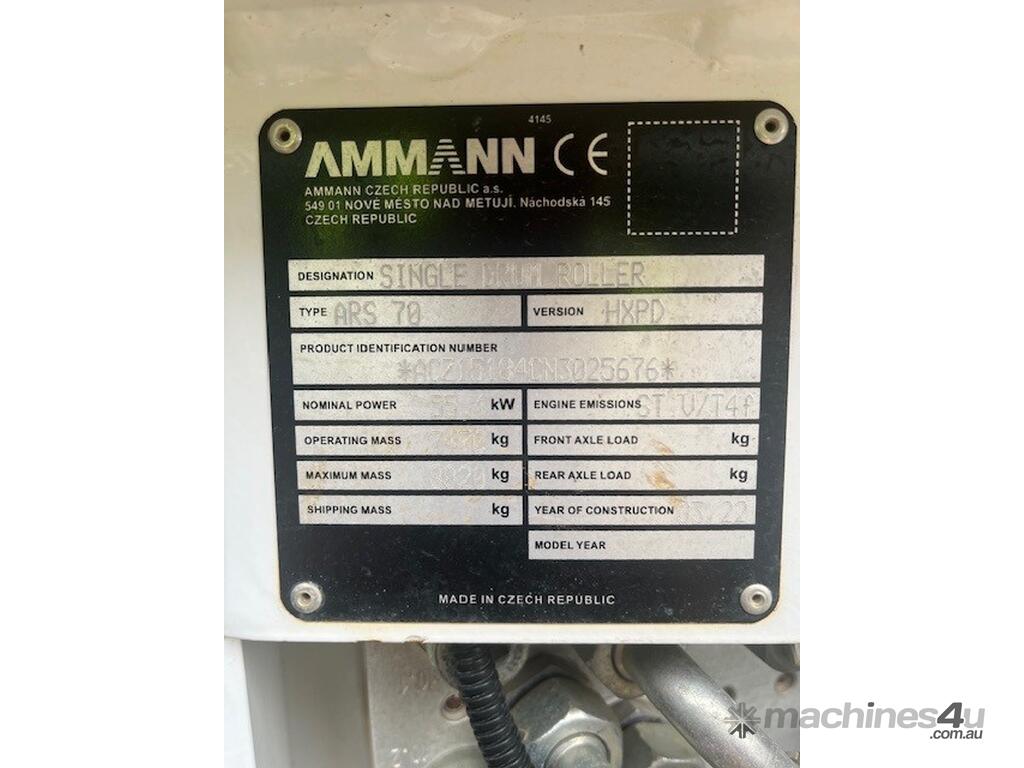 4145
AMMANN CE
AMMANN CZECH REPUBLIC a.s.
549 01 NOVÉ MĚSTO NAD METUJÍ. Náchodská 145
CZECH REPUBLIC
DESIGNATION SINGLE DRUM ROLLER
TYPE ARS 70 VERSION HXPD
PRODUCT IDENTIFICATION NUMBER
NOMINAL POWER 55 kW ENGINE EMISSIONS ST V/T4f
OPERATING MASS kg FRONT AXLE LOAD kg
MAXIMUM MASS kg REAR AXLE LOAD kg
SHIPPING MASS kg YEAR OF CONSTRUCTION
MODEL YEAR
MADE IN CZECH REPUBLIC
machines4u
.com.au